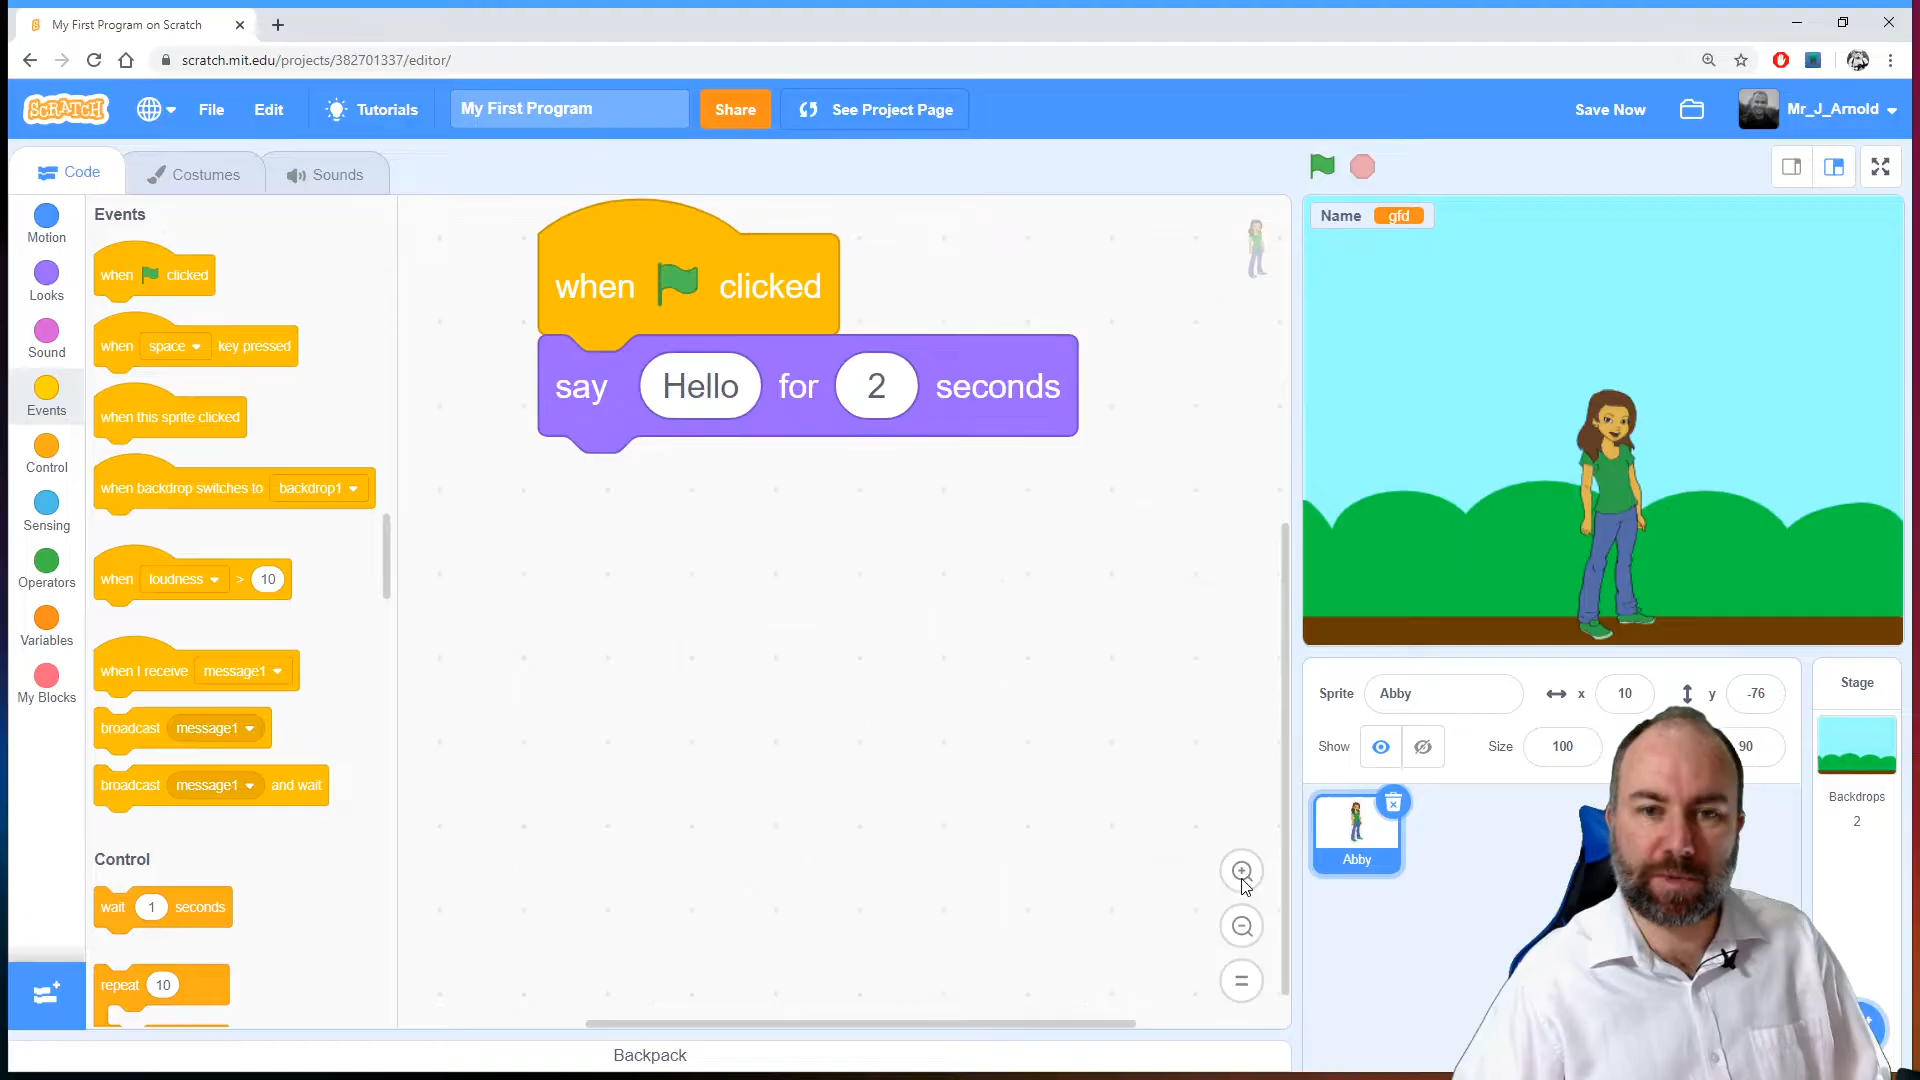 My First Program on Scratch
scratch.mit.edu/projects/382701337/editor/
SCRATCH
File
Edit
Tutorials
My First Program
Share
See Project Page
Save Now
Mr_J_Arnold
Code
Costumes
Sounds
Motion
Looks
Sound
Events
Control
Sensing
Operators
Variables
My Blocks
Events
when clicked
when space key pressed
when this sprite clicked
when backdrop switches to backdrop1
when loudness > 10
when I receive message1
broadcast message1
broadcast message1 and wait
Control
wait 1 seconds
repeat 10
when clicked
say Hello for 2 seconds
Backpack
Name gfd
Sprite Abby x 10 y -76
Show Size 100 90
Abby
Stage
Backdrops
2